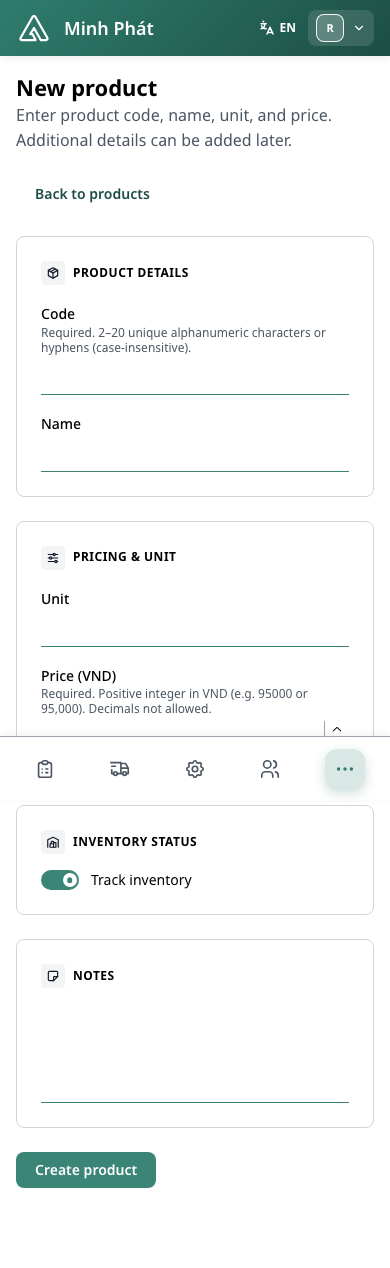 Minh Phát
EN
R
New product
Enter product code, name, unit, and price.
Additional details can be added later.
Back to products
PRODUCT DETAILS
Code
Required. 2–20 unique alphanumeric characters or
hyphens (case-insensitive).
Name
PRICING & UNIT
Unit
Price (VND)
Required. Positive integer in VND (e.g. 95000 or
95,000). Decimals not allowed.
INVENTORY STATUS
Track inventory
NOTES
Create product